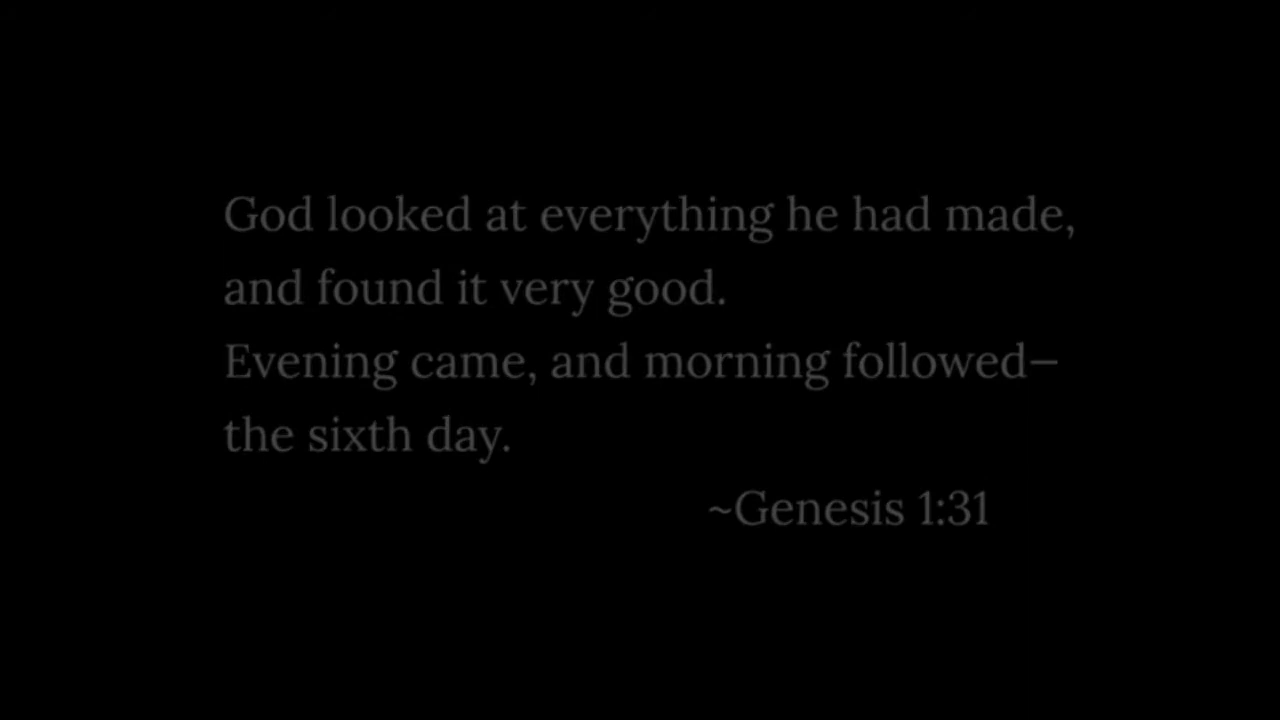 God looked at everything he had made,
and found it very good.
Evening came, and morning followed—
the sixth day.
~Genesis 1:31